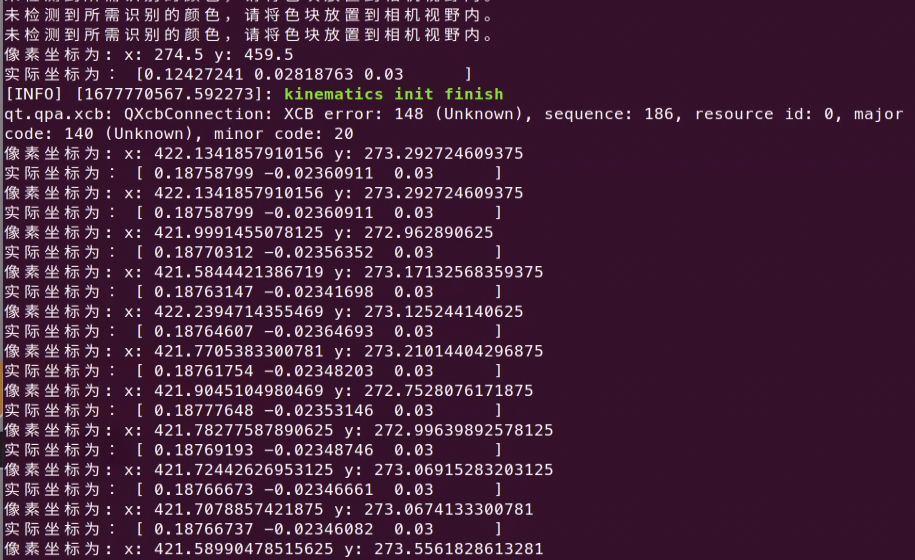 未检测到所需识别的颜色，请将色块放置到相机视野内。
未检测到所需识别的颜色，请将色块放置到相机视野内。
像素坐标为: x: 274.5 y: 459.5
实际坐标为： [0.12427241 0.02818763 0.03      ]
[INFO] [1677770567.592273]: kinematics init finish
qt.qpa.xcb: QXcbConnection: XCB error: 148 (Unknown), sequence: 186, resource id: 0, major
code: 140 (Unknown), minor code: 20
像素坐标为: x: 422.1341857910156 y: 273.292724609375
实际坐标为： [ 0.18758799 -0.02360911  0.03      ]
像素坐标为: x: 422.1341857910156 y: 273.292724609375
实际坐标为： [ 0.18758799 -0.02360911  0.03      ]
像素坐标为: x: 421.9991455078125 y: 272.962890625
实际坐标为： [ 0.18770312 -0.02356352  0.03      ]
像素坐标为: x: 421.5844421386719 y: 273.17132568359375
实际坐标为： [ 0.18763147 -0.02341698  0.03      ]
像素坐标为: x: 422.2394714355469 y: 273.125244140625
实际坐标为： [ 0.18764607 -0.02364693  0.03      ]
像素坐标为: x: 421.7705383300781 y: 273.21014404296875
实际坐标为： [ 0.18761754 -0.02348203  0.03      ]
像素坐标为: x: 421.9045104980469 y: 272.7528076171875
实际坐标为： [ 0.18777648 -0.02353146  0.03      ]
像素坐标为: x: 421.78277587890625 y: 272.99639892578125
实际坐标为： [ 0.18769193 -0.02348746  0.03      ]
像素坐标为: x: 421.72442626953125 y: 273.06915283203125
实际坐标为： [ 0.18766673 -0.02346661  0.03      ]
像素坐标为: x: 421.7078857421875 y: 273.0674133300781
实际坐标为： [ 0.18766737 -0.02346082  0.03      ]
像素坐标为: x: 421.58990478515625 y: 273.5561828613281